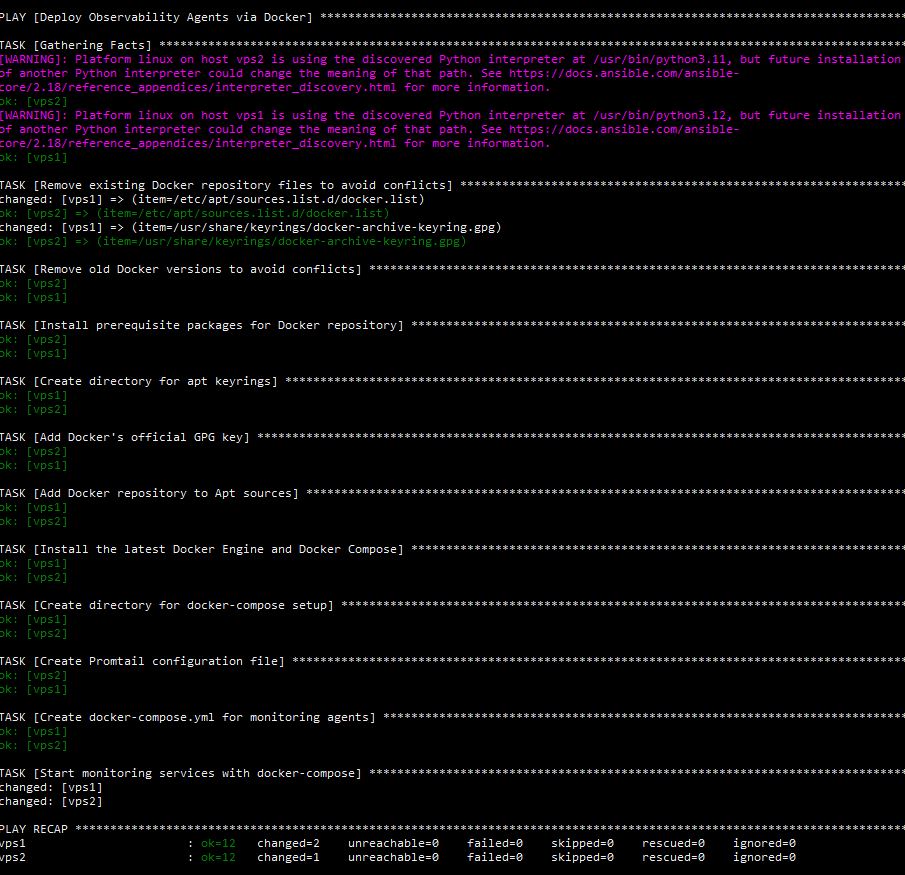 PLAY [Deploy Observability Agents via Docker] ************************************************************************************
TASK [Gathering Facts] ***********************************************************************************************************
[WARNING]: Platform linux on host vps2 is using the discovered Python interpreter at /usr/bin/python3.11, but future installation
of another Python interpreter could change the meaning of that path. See https://docs.ansible.com/ansible-
core/2.18/reference_appendices/interpreter_discovery.html for more information.
ok: [vps2]
[WARNING]: Platform linux on host vps1 is using the discovered Python interpreter at /usr/bin/python3.12, but future installation
of another Python interpreter could change the meaning of that path. See https://docs.ansible.com/ansible-
core/2.18/reference_appendices/interpreter_discovery.html for more information.
ok: [vps1]
TASK [Remove existing Docker repository files to avoid conflicts] ****************************************************************
changed: [vps1] => (item=/etc/apt/sources.list.d/docker.list)
ok: [vps2] => (item=/etc/apt/sources.list.d/docker.list)
changed: [vps1] => (item=/usr/share/keyrings/docker-archive-keyring.gpg)
ok: [vps2] => (item=/usr/share/keyrings/docker-archive-keyring.gpg)
TASK [Remove old Docker versions to avoid conflicts] *****************************************************************************
ok: [vps2]
ok: [vps1]
TASK [Install prerequisite packages for Docker repository] ***********************************************************************
ok: [vps2]
ok: [vps1]
TASK [Create directory for apt keyrings] *****************************************************************************************
ok: [vps1]
ok: [vps2]
TASK [Add Docker's official GPG key] *********************************************************************************************
ok: [vps2]
ok: [vps1]
TASK [Add Docker repository to Apt sources] **************************************************************************************
ok: [vps1]
ok: [vps2]
TASK [Install the latest Docker Engine and Docker Compose] ***********************************************************************
ok: [vps1]
ok: [vps2]
TASK [Create directory for docker-compose setup] *********************************************************************************
ok: [vps1]
ok: [vps2]
TASK [Create Promtail configuration file] ****************************************************************************************
ok: [vps2]
ok: [vps1]
TASK [Create docker-compose.yml for monitoring agents] ***************************************************************************
ok: [vps1]
ok: [vps2]
TASK [Start monitoring services with docker-compose] *****************************************************************************
changed: [vps1]
changed: [vps2]
PLAY RECAP ***********************************************************************************************************************
vps1 : ok=12 changed=2 unreachable=0 failed=0 skipped=0 rescued=0 ignored=0
vps2 : ok=12 changed=1 unreachable=0 failed=0 skipped=0 rescued=0 ignored=0